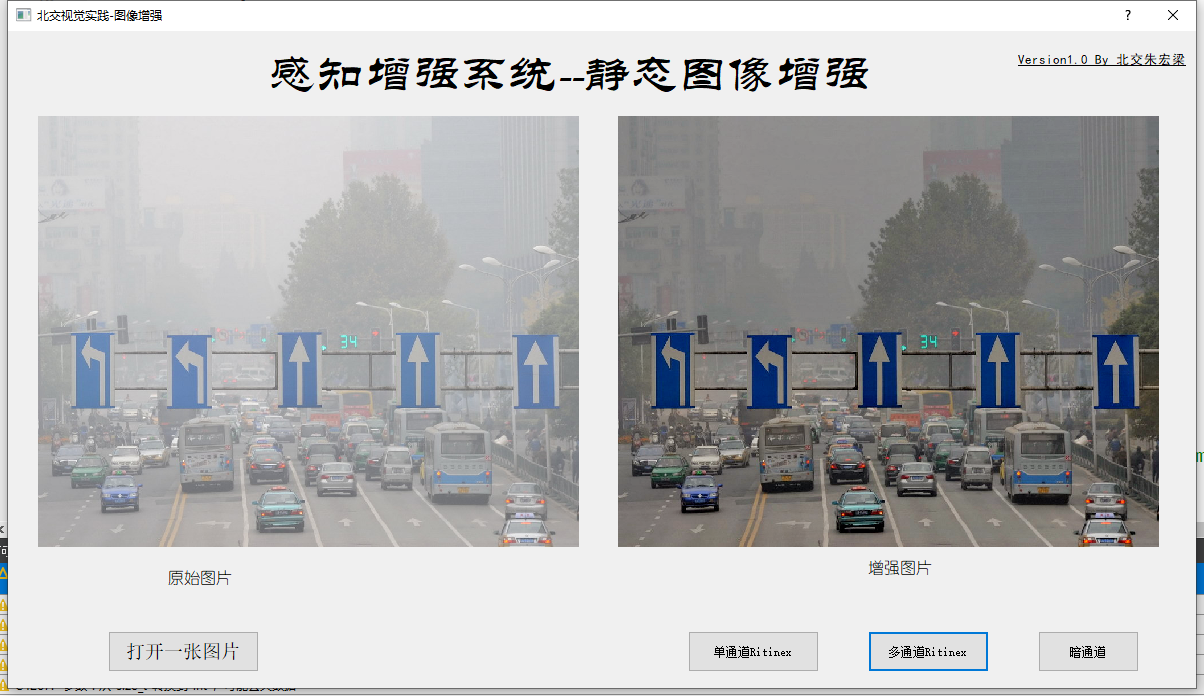 北交视觉实践-图像增强
?
感知增强系统--静态图像增强
Version1.0 By 北交朱宏梁
34
34
原始图片
增强图片
打开一张图片
单通道Ritinex
多通道Ritinex
暗通道